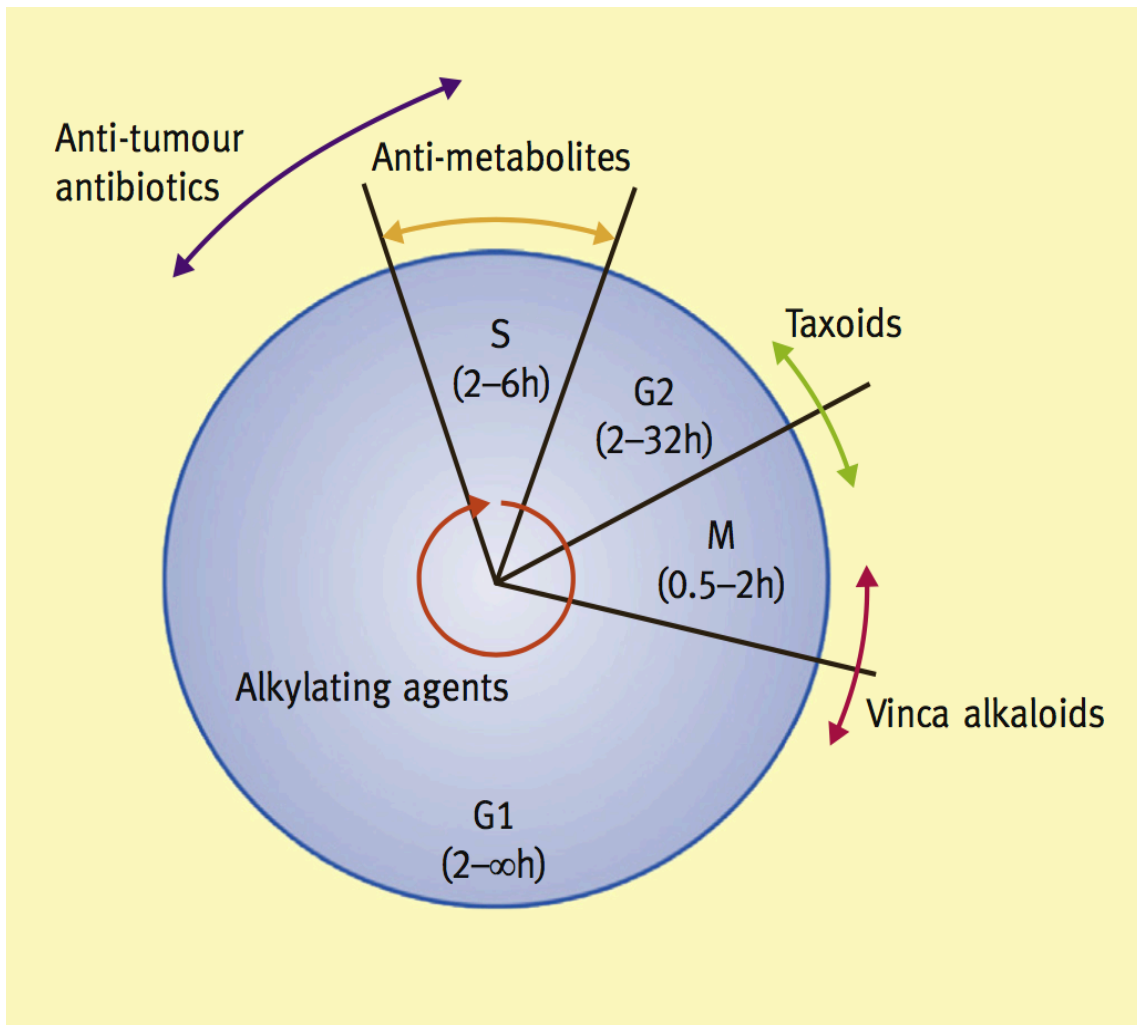 Anti-tumour
antibiotics
Anti-metabolites
Taxoids
S
(2–6h)
G2
(2–32h)
M
(0.5–2h)
Alkylating agents
Vinca alkaloids
G1
(2–∞h)